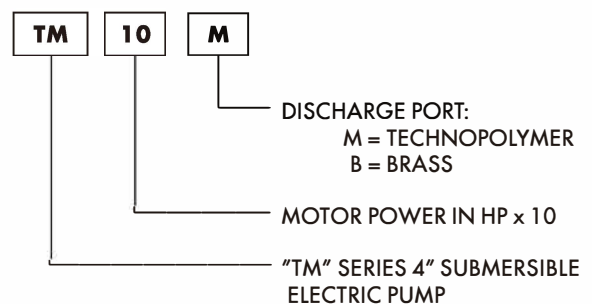 TM 10 M
DISCHARGE PORT:
M = TECHNOPOLYMER
B = BRASS
MOTOR POWER IN HP x 10
"TM" SERIES 4" SUBMERSIBLE
ELECTRIC PUMP